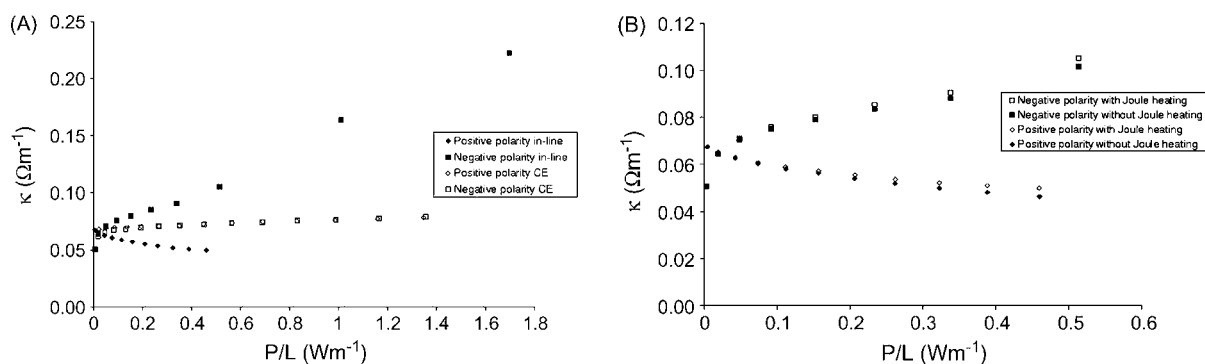 (A)
0.25
0.20
0.15
0.10
0.05
0.00
κ (Ωm⁻¹)
0 0.2 0.4 0.6 0.8 1 1.2 1.4 1.6 1.8
P/L (Wm⁻¹)
Positive polarity in-line
Negative polarity in-line
Positive polarity CE
Negative polarity CE
(B)
0.12
0.10
0.08
0.06
0.04
0.02
0.00
κ (Ωm⁻¹)
0 0.1 0.2 0.3 0.4 0.5 0.6
P/L (Wm⁻¹)
Negative polarity with Joule heating
Negative polarity without Joule heating
Positive polarity with Joule heating
Positive polarity without Joule heating